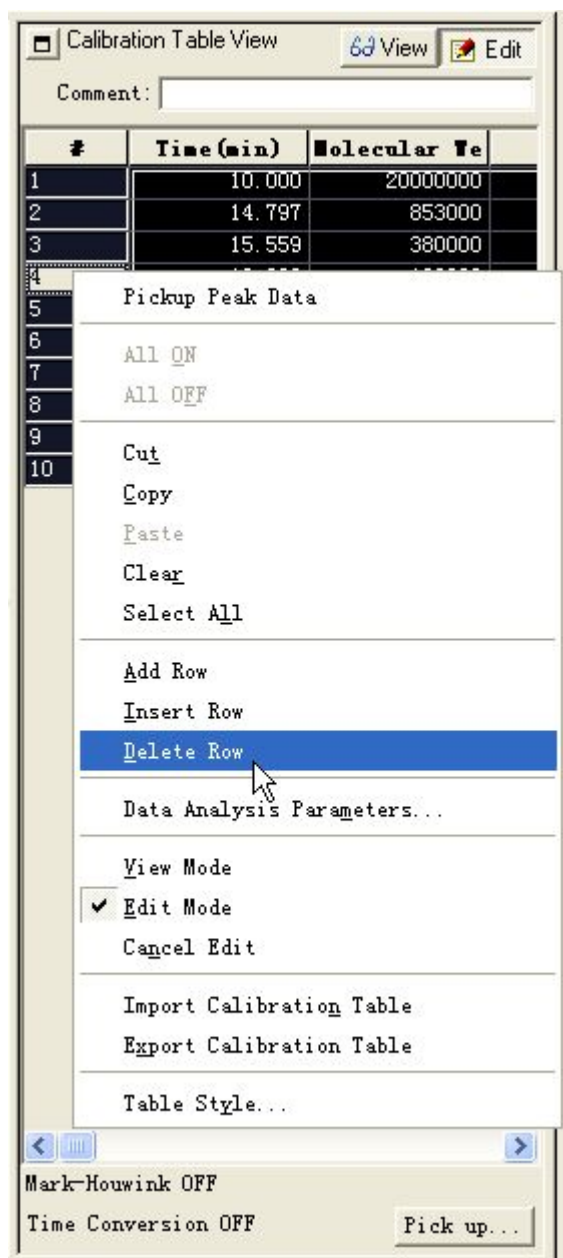 Calibration Table View View Edit
Comment:
# Time(min) Molecular We
1 10.000 20000000
2 14.797 853000
3 15.559 380000
4
5
6
7
8
9
10
Pickup Peak Data
All ON
All OFF
Cut
Copy
Paste
Clear
Select All
Add Row
Insert Row
Delete Row
Data Analysis Parameters...
View Mode
Edit Mode
Cancel Edit
Import Calibration Table
Export Calibration Table
Table Style...
Mark-Houwink OFF
Time Conversion OFF Pick up...